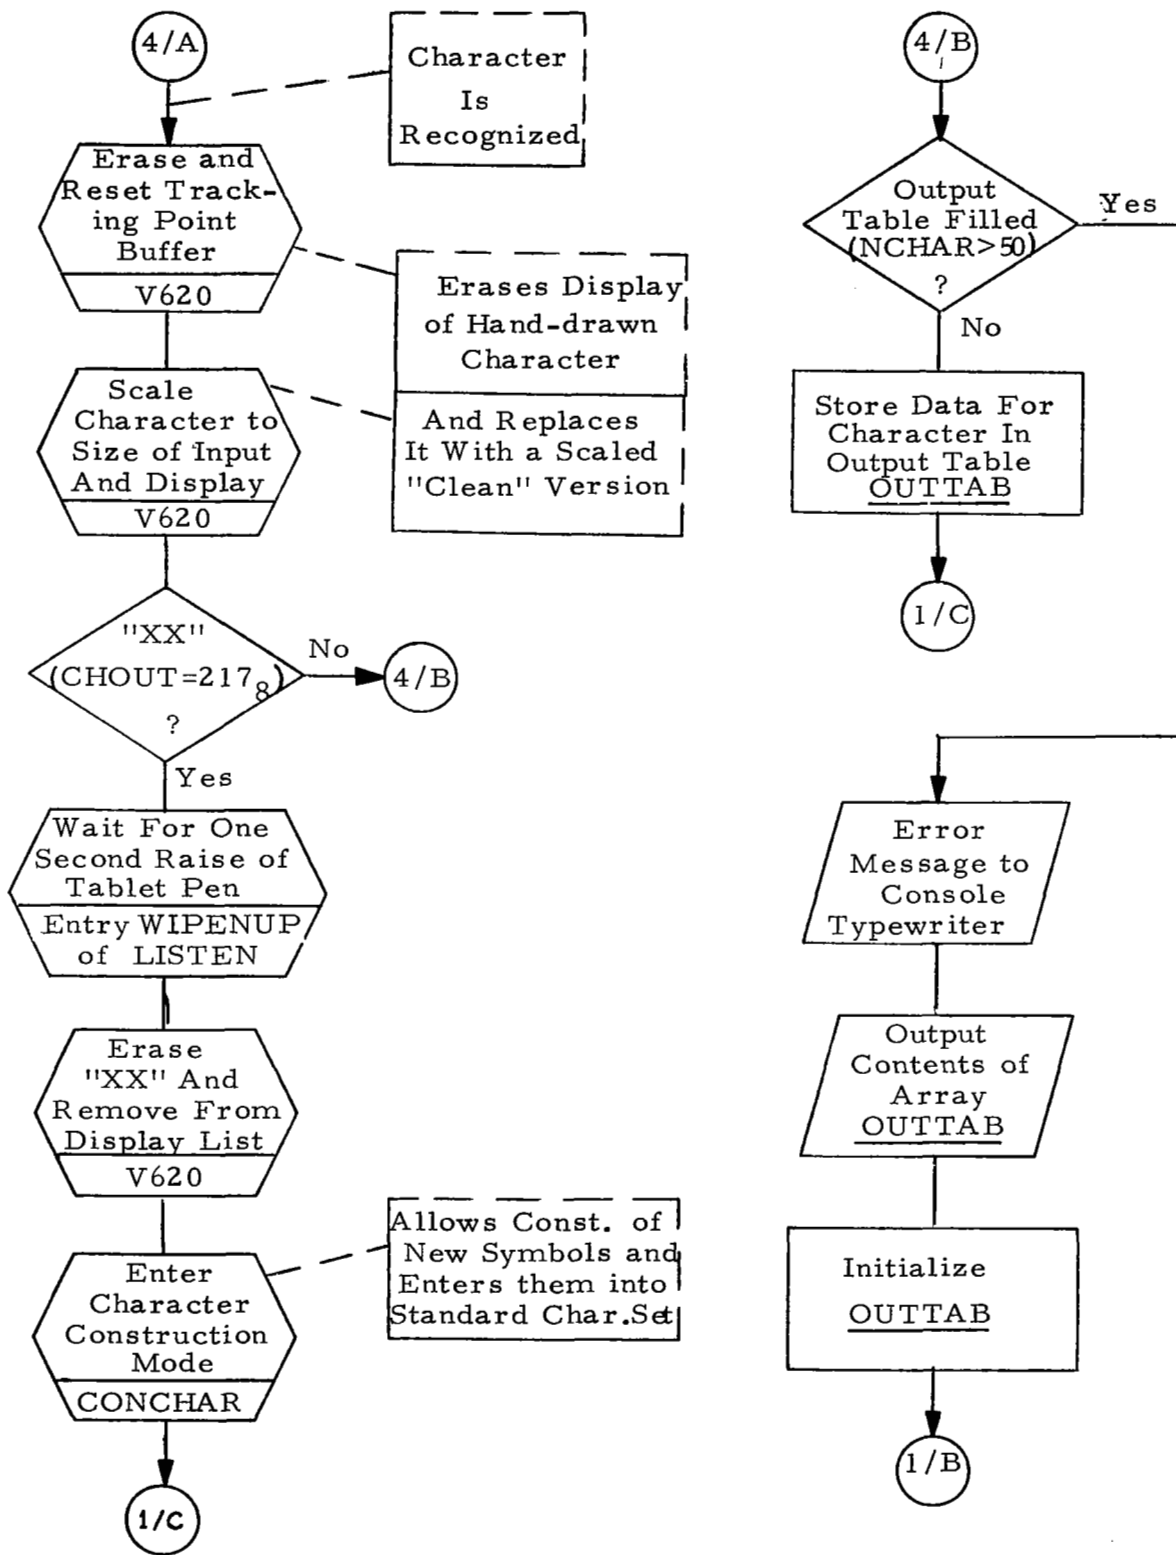 4/A
Character
Is
Recognized
Erase and
Reset Track-
ing Point
Buffer
V620
Erases Display
of Hand-drawn
Character
Scale
Character to
Size of Input
And Display
V620
And Replaces
It With a Scaled
"Clean" Version
"XX"
(CHOUT=217₈)
?
No
4/B
Yes
Wait For One
Second Raise of
Tablet Pen
Entry WIPENUP
of LISTEN
Erase
"XX" And
Remove From
Display List
V620
Enter
Character
Construction
Mode
CONCHAR
Allows Const. of
New Symbols and
Enters them into
Standard Char.Set
1/C
4/B
Output
Table Filled
(NCHAR>50)
?
Yes
No
Store Data For
Character In
Output Table
OUTTAB
1/C
Error
Message to
Console
Typewriter
Output
Contents of
Array
OUTTAB
Initialize
OUTTAB
1/B